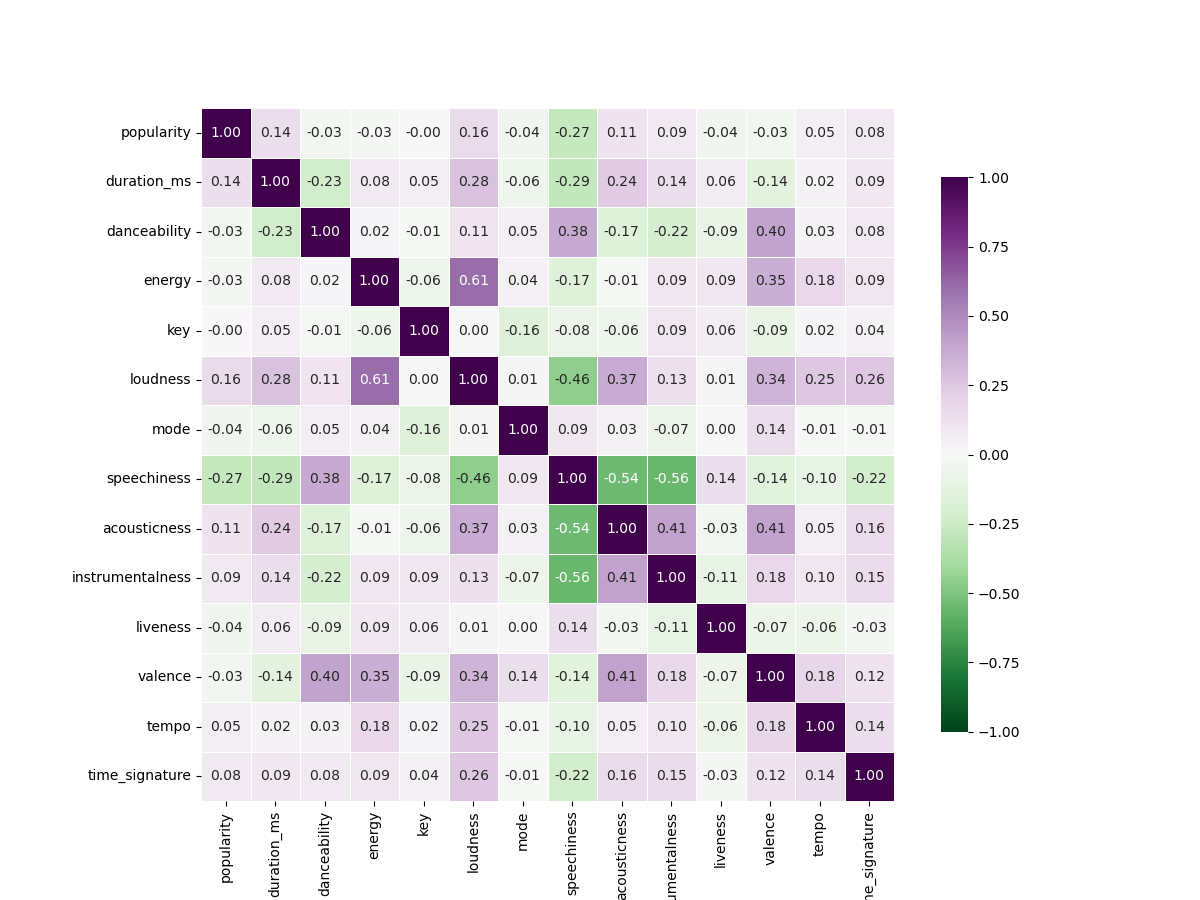 popularity 1.00 0.14 -0.03 -0.03 -0.00 0.16 -0.04 -0.27 0.11 0.09 -0.04 -0.03 0.05 0.08
duration_ms 0.14 1.00 -0.23 0.08 0.05 0.28 -0.06 -0.29 0.24 0.14 0.06 -0.14 0.02 0.09
danceability -0.03 -0.23 1.00 0.02 -0.01 0.11 0.05 0.38 -0.17 -0.22 -0.09 0.40 0.03 0.08
energy -0.03 0.08 0.02 1.00 -0.06 0.61 0.04 -0.17 -0.01 0.09 0.09 0.35 0.18 0.09
key -0.00 0.05 -0.01 -0.06 1.00 0.00 -0.16 -0.08 -0.06 0.09 0.06 -0.09 0.02 0.04
loudness 0.16 0.28 0.11 0.61 0.00 1.00 0.01 -0.46 0.37 0.13 0.01 0.34 0.25 0.26
mode -0.04 -0.06 0.05 0.04 -0.16 0.01 1.00 0.09 0.03 -0.07 0.00 0.14 -0.01 -0.01
speechiness -0.27 -0.29 0.38 -0.17 -0.08 -0.46 0.09 1.00 -0.54 -0.56 0.14 -0.14 -0.10 -0.22
acousticness 0.11 0.24 -0.17 -0.01 -0.06 0.37 0.03 -0.54 1.00 0.41 -0.03 0.41 0.05 0.16
instrumentalness 0.09 0.14 -0.22 0.09 0.09 0.13 -0.07 -0.56 0.41 1.00 -0.11 0.18 0.10 0.15
liveness -0.04 0.06 -0.09 0.09 0.06 0.01 0.00 0.14 -0.03 -0.11 1.00 -0.07 -0.06 -0.03
valence -0.03 -0.14 0.40 0.35 -0.09 0.34 0.14 -0.14 0.41 0.18 -0.07 1.00 0.18 0.12
tempo 0.05 0.02 0.03 0.18 0.02 0.25 -0.01 -0.10 0.05 0.10 -0.06 0.18 1.00 0.14
time_signature 0.08 0.09 0.08 0.09 0.04 0.26 -0.01 -0.22 0.16 0.15 -0.03 0.12 0.14 1.00
popularity
duration_ms
danceability
energy
key
loudness
mode
speechiness
acousticness
umentalness
liveness
valence
tempo
ne_signature
1.00
0.75
0.50
0.25
0.00
−0.25
−0.50
−0.75
−1.00